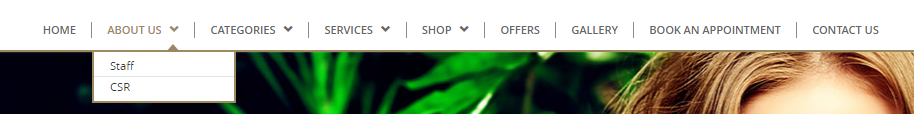 HOME ABOUT US CATEGORIES SERVICES SHOP OFFERS GALLERY BOOK AN APPOINTMENT CONTACT US
Staff
CSR